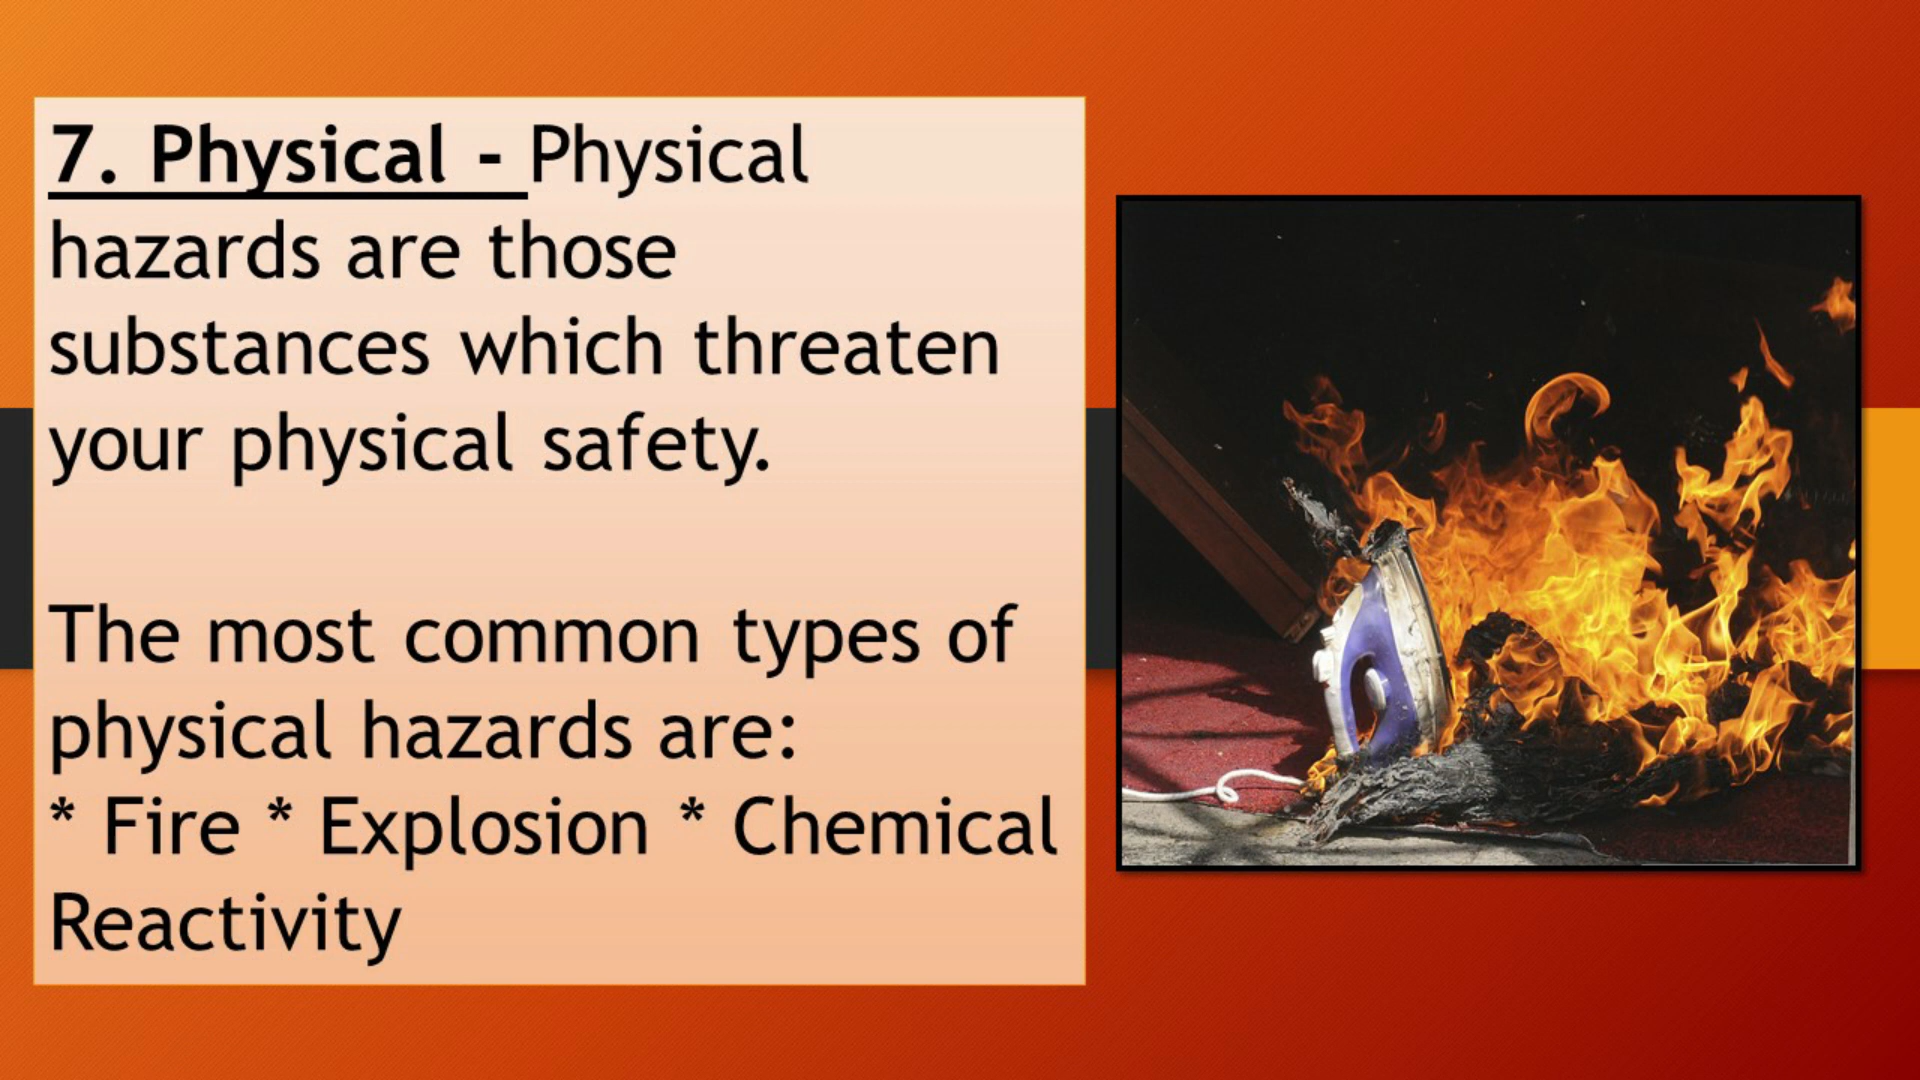 7. Physical - Physical
hazards are those
substances which threaten
your physical safety.
The most common types of
physical hazards are:
* Fire * Explosion * Chemical
Reactivity